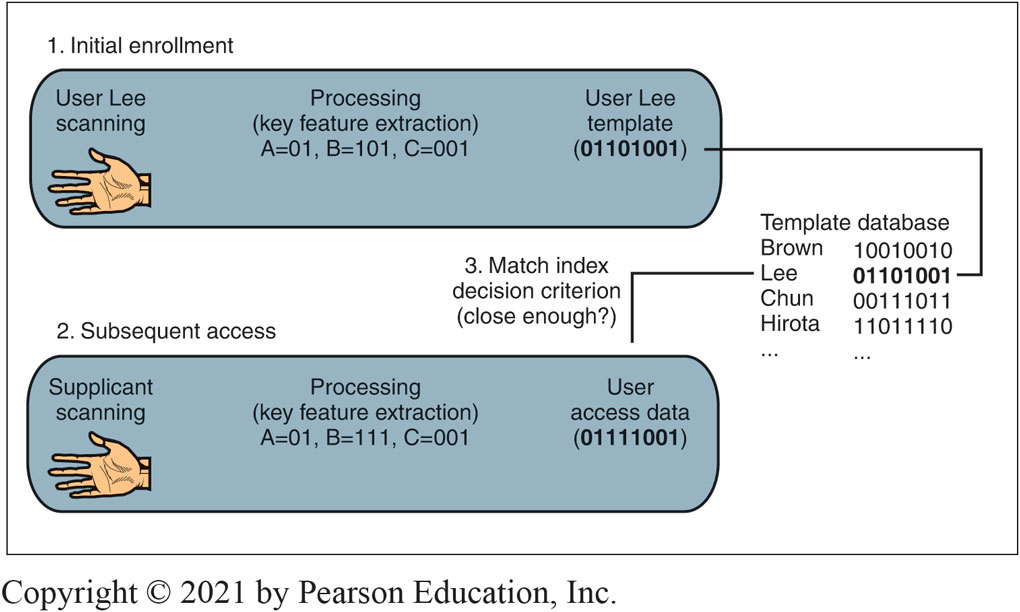 1. Initial enrollment
User Lee
scanning
Processing
(key feature extraction)
A=01, B=101, C=001
User Lee
template
(01101001)
Template database
Brown 10010010
Lee 01101001
Chun 00111011
Hirota 11011110
... ...
3. Match index
decision criterion
(close enough?)
2. Subsequent access
Supplicant
scanning
Processing
(key feature extraction)
A=01, B=111, C=001
User
access data
(01111001)
Copyright © 2021 by Pearson Education, Inc.